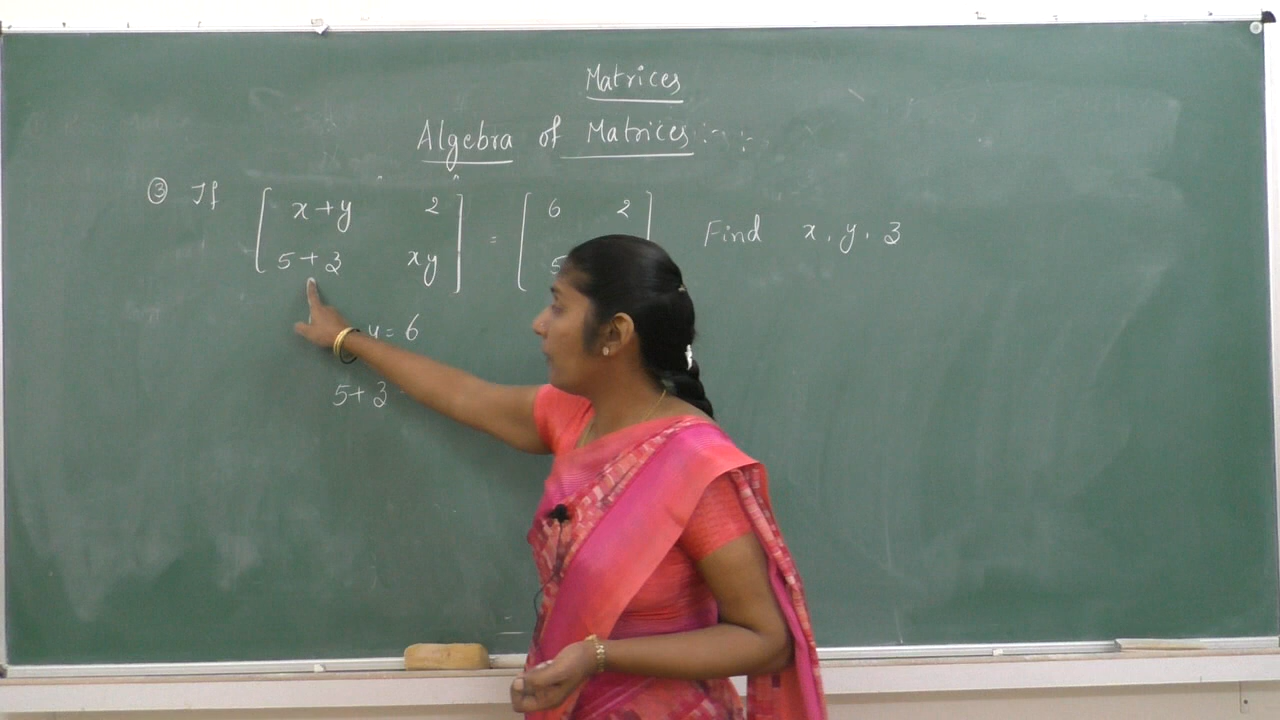 Matrices
Algebra of Matrices:
③ If [ x+y 2 ] = [ 6 2 ] Find x, y, z
[ 5+z xy ] [ 5
y = 6
5+z